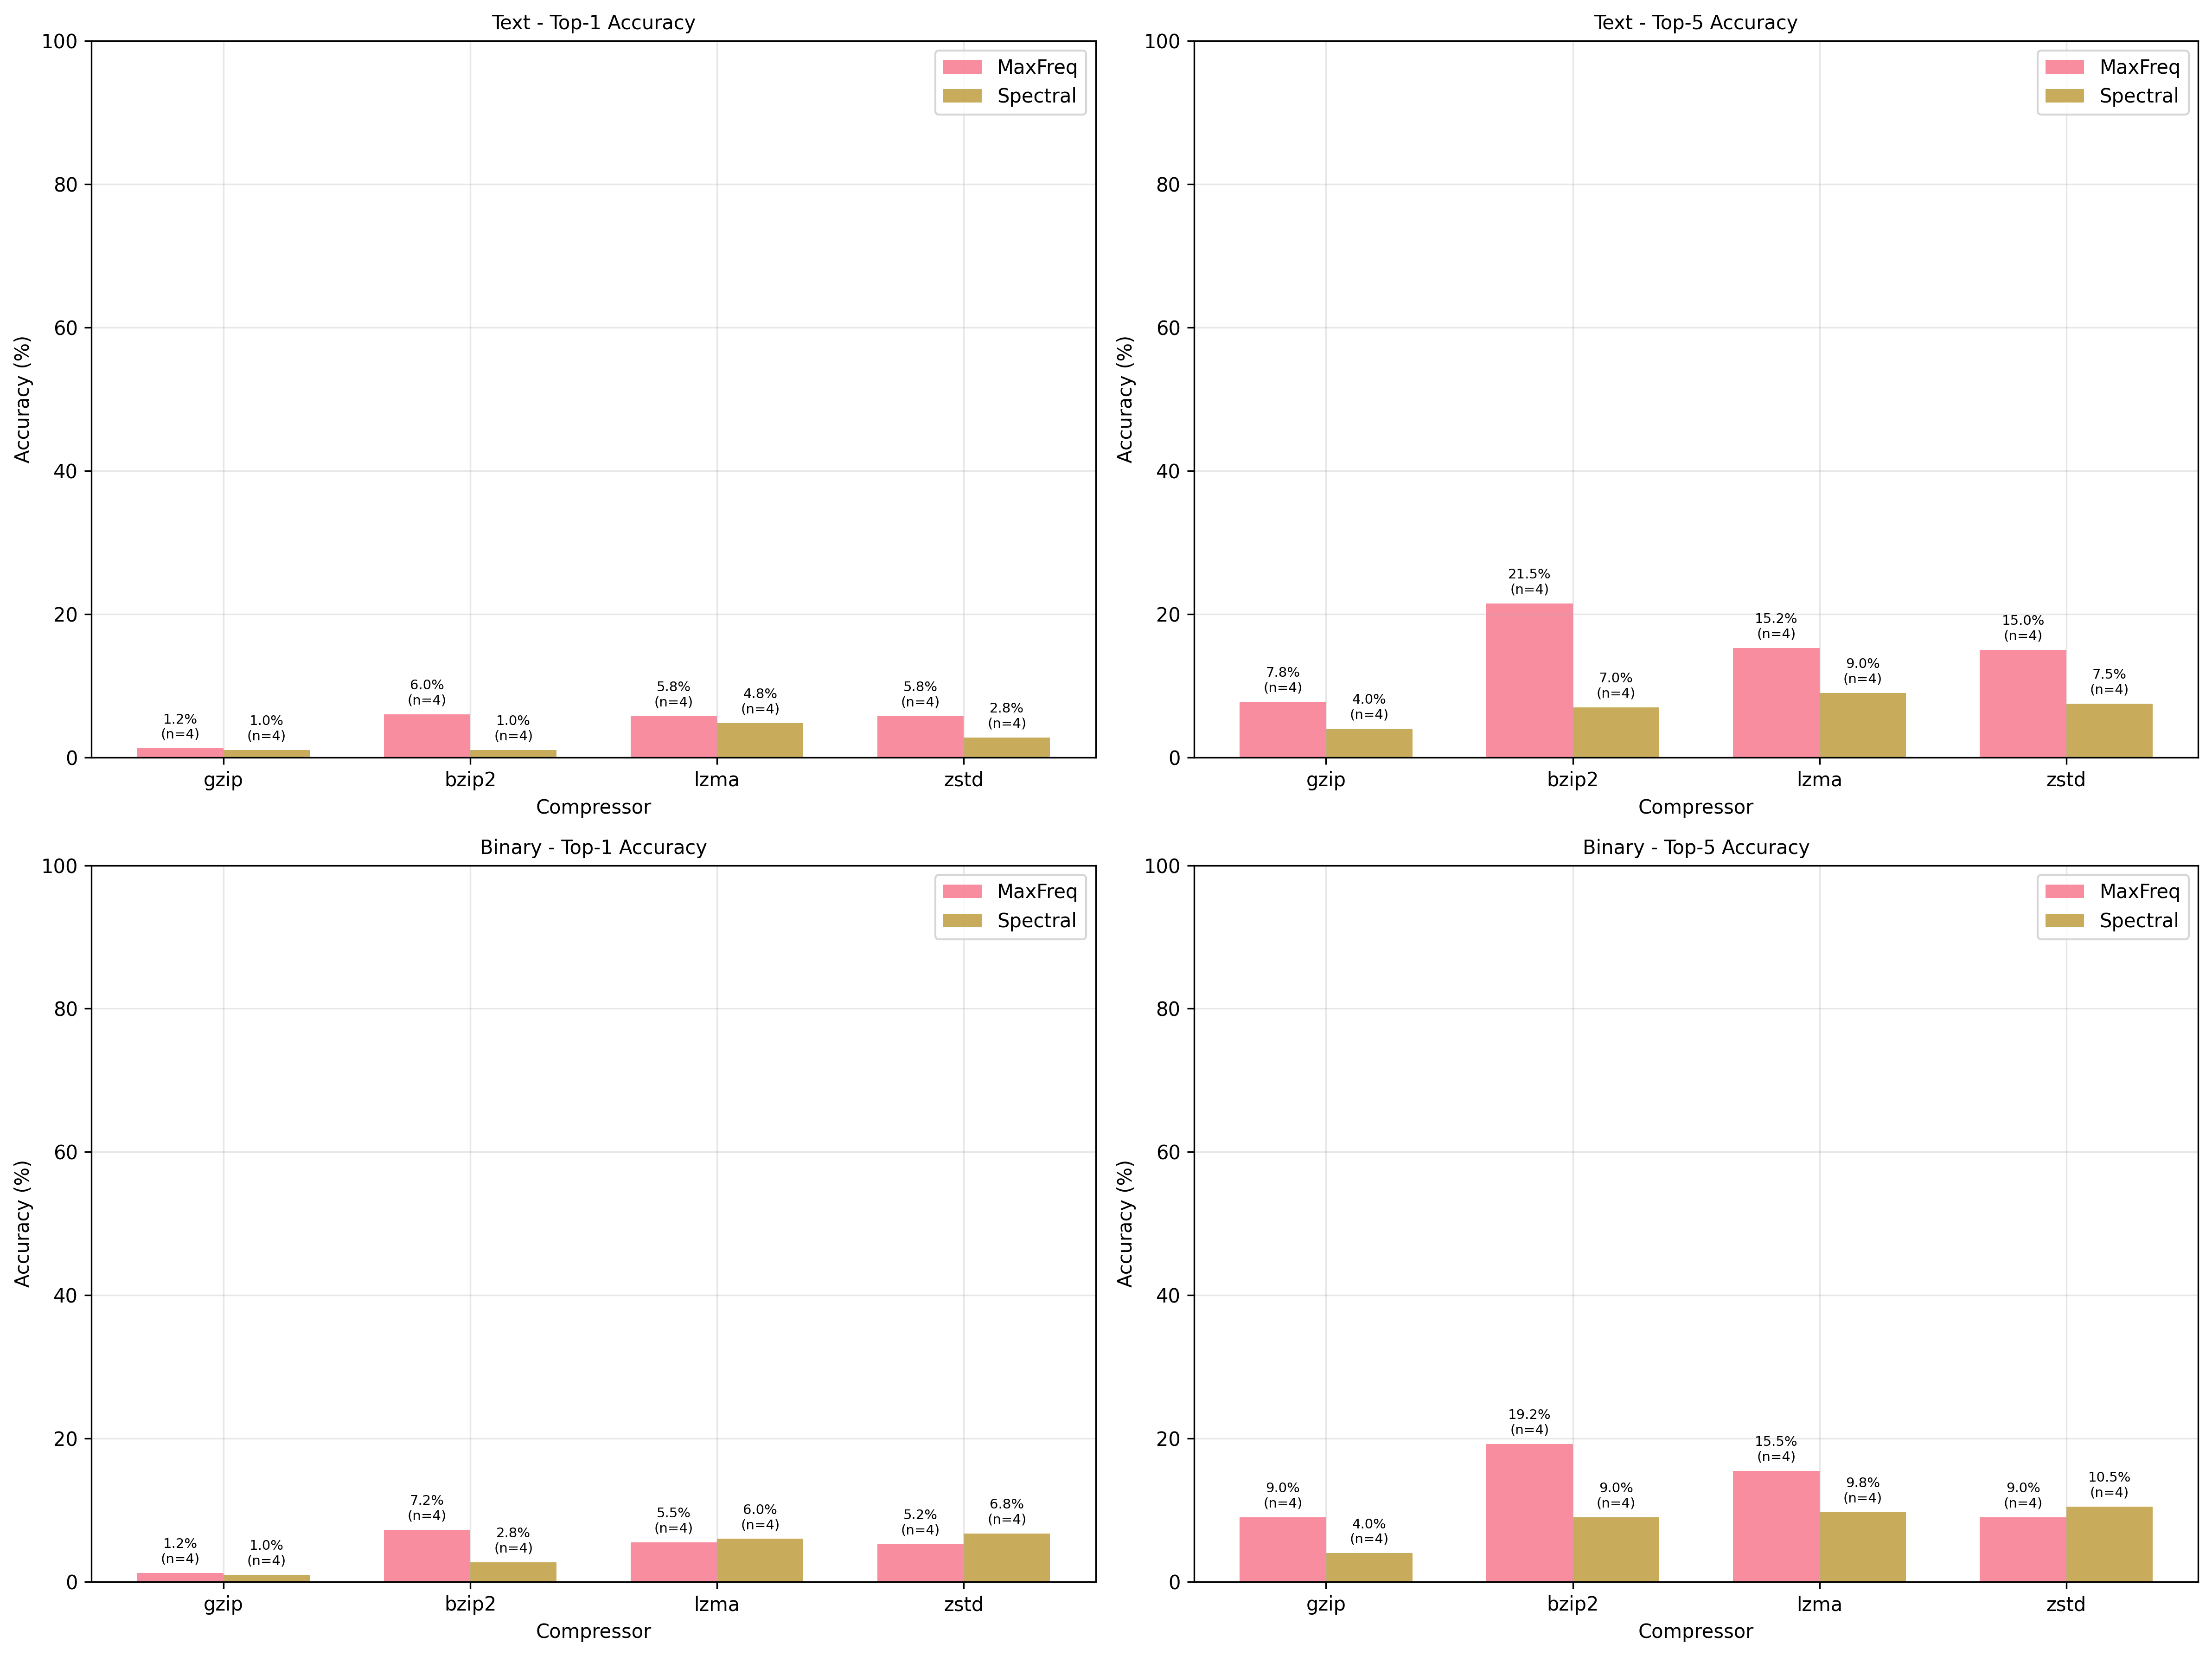 Text - Top-1 Accuracy
100
80
60
40
20
0
Accuracy (%)
MaxFreq
Spectral
1.2%
(n=4)
1.0%
(n=4)
6.0%
(n=4)
1.0%
(n=4)
5.8%
(n=4)
4.8%
(n=4)
5.8%
(n=4)
2.8%
(n=4)
gzip bzip2 lzma zstd
Compressor
Text - Top-5 Accuracy
100
80
60
40
20
0
Accuracy (%)
MaxFreq
Spectral
7.8%
(n=4)
4.0%
(n=4)
21.5%
(n=4)
7.0%
(n=4)
15.2%
(n=4)
9.0%
(n=4)
15.0%
(n=4)
7.5%
(n=4)
gzip bzip2 lzma zstd
Compressor
Binary - Top-1 Accuracy
100
80
60
40
20
0
Accuracy (%)
MaxFreq
Spectral
1.2%
(n=4)
1.0%
(n=4)
7.2%
(n=4)
2.8%
(n=4)
5.5%
(n=4)
6.0%
(n=4)
5.2%
(n=4)
6.8%
(n=4)
gzip bzip2 lzma zstd
Compressor
Binary - Top-5 Accuracy
100
80
60
40
20
0
Accuracy (%)
MaxFreq
Spectral
9.0%
(n=4)
4.0%
(n=4)
19.2%
(n=4)
9.0%
(n=4)
15.5%
(n=4)
9.8%
(n=4)
9.0%
(n=4)
10.5%
(n=4)
gzip bzip2 lzma zstd
Compressor